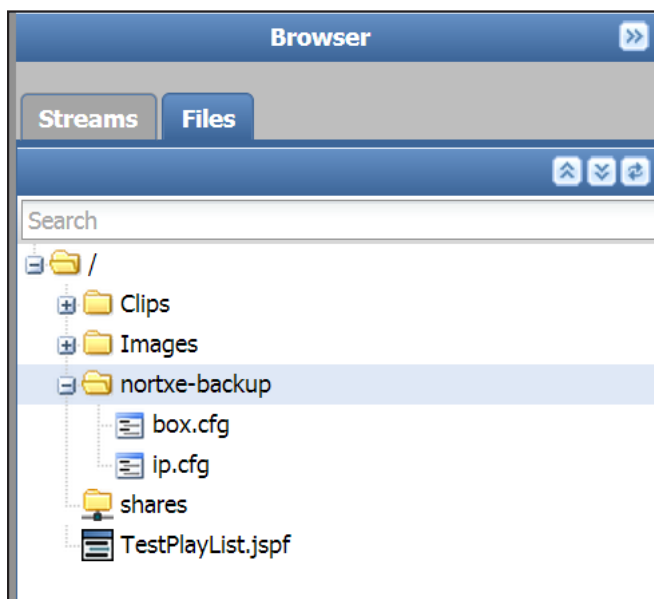 Browser
Streams Files
Search
/
Clips
Images
nortxe-backup
box.cfg
ip.cfg
shares
TestPlayList.jspf